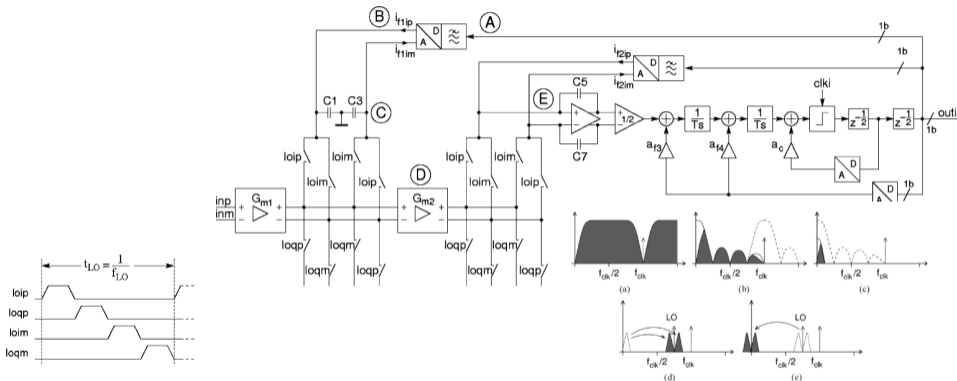 B
A
i_f1ip
i_f1im
D
A
1b
i_f2ip
i_f2im
D
A
1b
C1
C3
C
E
C5
C7
1/2
1
Ts
1
Ts
clki
z^-1/2
z^-1/2
outi
1b
a_f3
a_f4
a_c
D
A
D
A
1b
loip
loim
loim
loip
loip
loim
loim
loip
D
inp
inm
G_m1
G_m2
+
−
+
−
loqp
loqm
loqm
loqp
loqp
loqm
loqm
loqp
t_LO = 1/f_LO
loip
loqp
loim
loqm
f_clk/2
f_clk
(a)
f_clk/2
f_clk
(b)
f_clk/2
f_clk
(c)
LO
f_clk/2
f_clk
(d)
LO
f_clk/2
f_clk
(e)